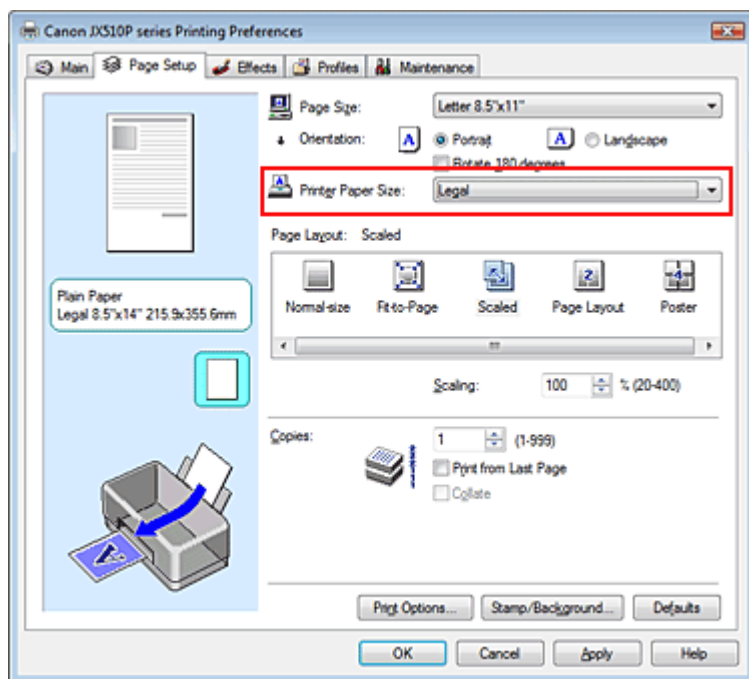 Canon JX510P series Printing Preferences
Main Page Setup Effects Profiles Maintenance
Page Size: Letter 8.5"x11"
Orientation: A Portrait A Landscape
Rotate 180 degrees
Printer Paper Size: Legal
Page Layout: Scaled
Normal-size Fit-to-Page Scaled Page Layout Poster
Plain Paper
Legal 8.5"x14" 215.9x355.6mm
Scaling: 100 % (20-400)
Copies: 1 (1-999)
Print from Last Page
Collate
Print Options... Stamp/Background... Defaults
OK Cancel Apply Help